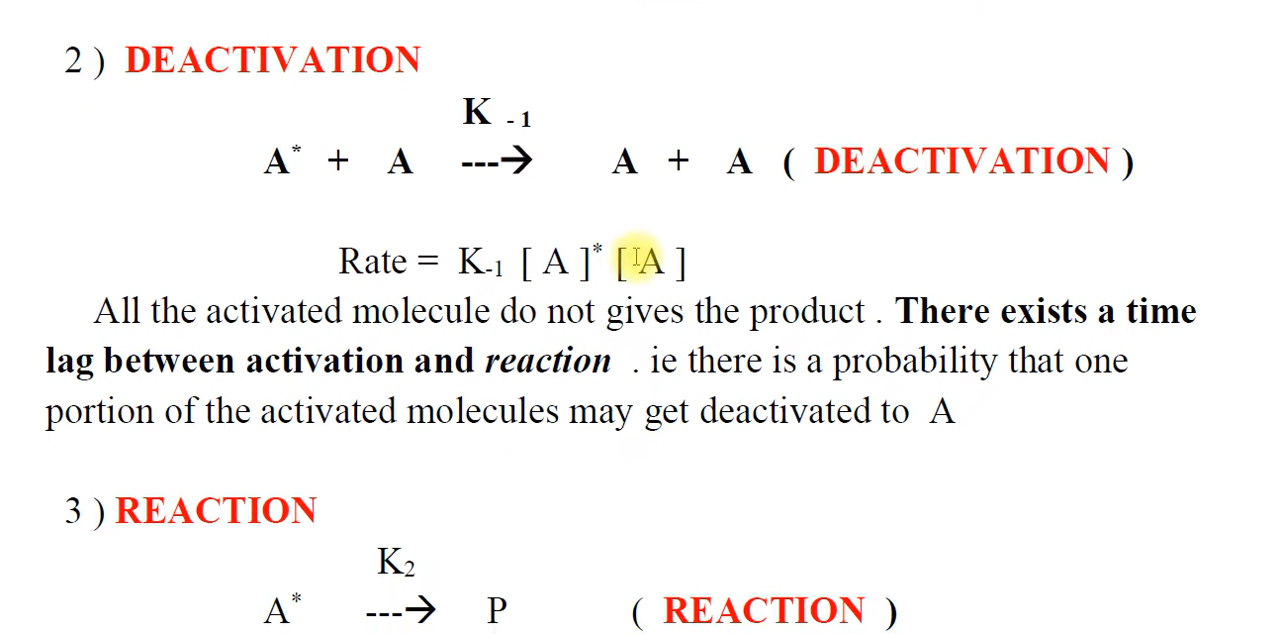 2 ) DEACTIVATION
K -1
A* + A ---→ A + A ( DEACTIVATION )
Rate = K-1 [ A ]* [ A ]
All the activated molecule do not gives the product . There exists a time
lag between activation and reaction . ie there is a probability that one
portion of the activated molecules may get deactivated to A
3 ) REACTION
K2
A* ---→ P ( REACTION )